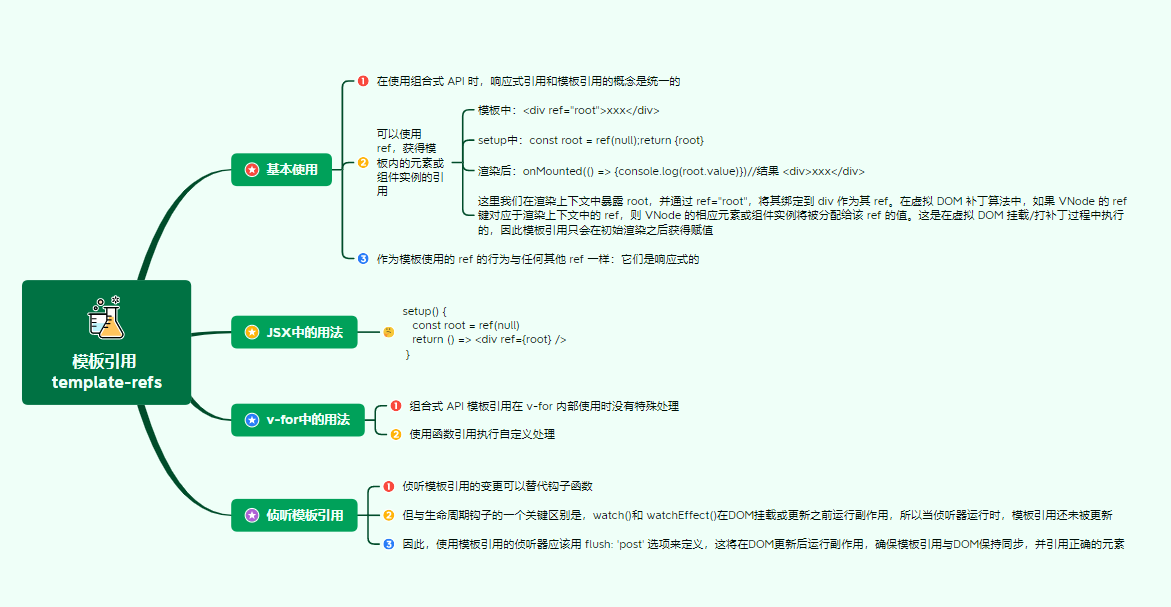 模板引用
template-refs
基本使用
1 在使用组合式 API 时，响应式引用和模板引用的概念是统一的
2 可以使用
ref，获得模
板内的元素或
组件实例的引
用
模板中：<div ref="root">xxx</div>
setup中：const root = ref(null);return {root}
渲染后：onMounted(() => {console.log(root.value)})//结果 <div>xxx</div>
这里我们在渲染上下文中暴露 root，并通过 ref="root"，将其绑定到 div 作为其 ref。在虚拟 DOM 补丁算法中，如果 VNode 的 ref
键对应于渲染上下文中的 ref，则 VNode 的相应元素或组件实例将被分配给该 ref 的值。这是在虚拟 DOM 挂载/打补丁过程中执行
的，因此模板引用只会在初始渲染之后获得赋值
3 作为模板使用的 ref 的行为与任何其他 ref 一样：它们是响应式的
JSX中的用法
setup() {
const root = ref(null)
return () => <div ref={root} />
}
v-for中的用法
1 组合式 API 模板引用在 v-for 内部使用时没有特殊处理
2 使用函数引用执行自定义处理
侦听模板引用
1 侦听模板引用的变更可以替代钩子函数
2 但与生命周期钩子的一个关键区别是，watch()和 watchEffect()在DOM挂载或更新之前运行副作用，所以当侦听器运行时，模板引用还未被更新
3 因此，使用模板引用的侦听器应该用 flush: 'post' 选项来定义，这将在DOM更新后运行副作用，确保模板引用与DOM保持同步，并引用正确的元素